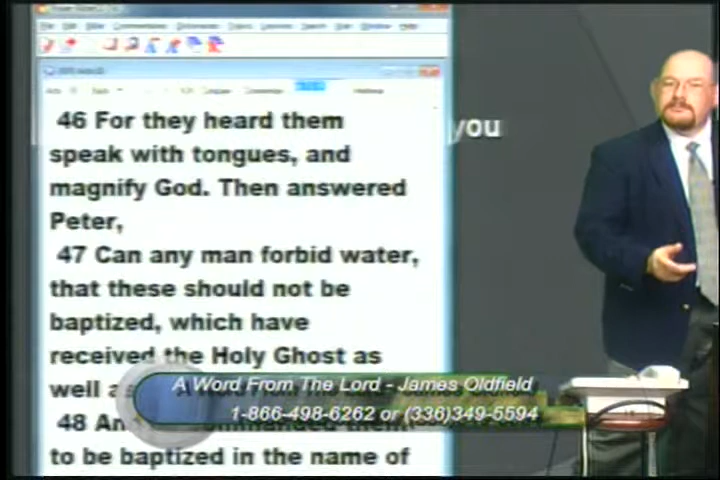 46 For they heard them
speak with tongues, and
magnify God. Then answered
Peter,
47 Can any man forbid water,
that these should not be
baptized, which have
received the Holy Ghost as
well
48
to be baptized in the name of
you
A Word From The Lord - James Oldfield
1-866-498-6262 or (336)349-5594